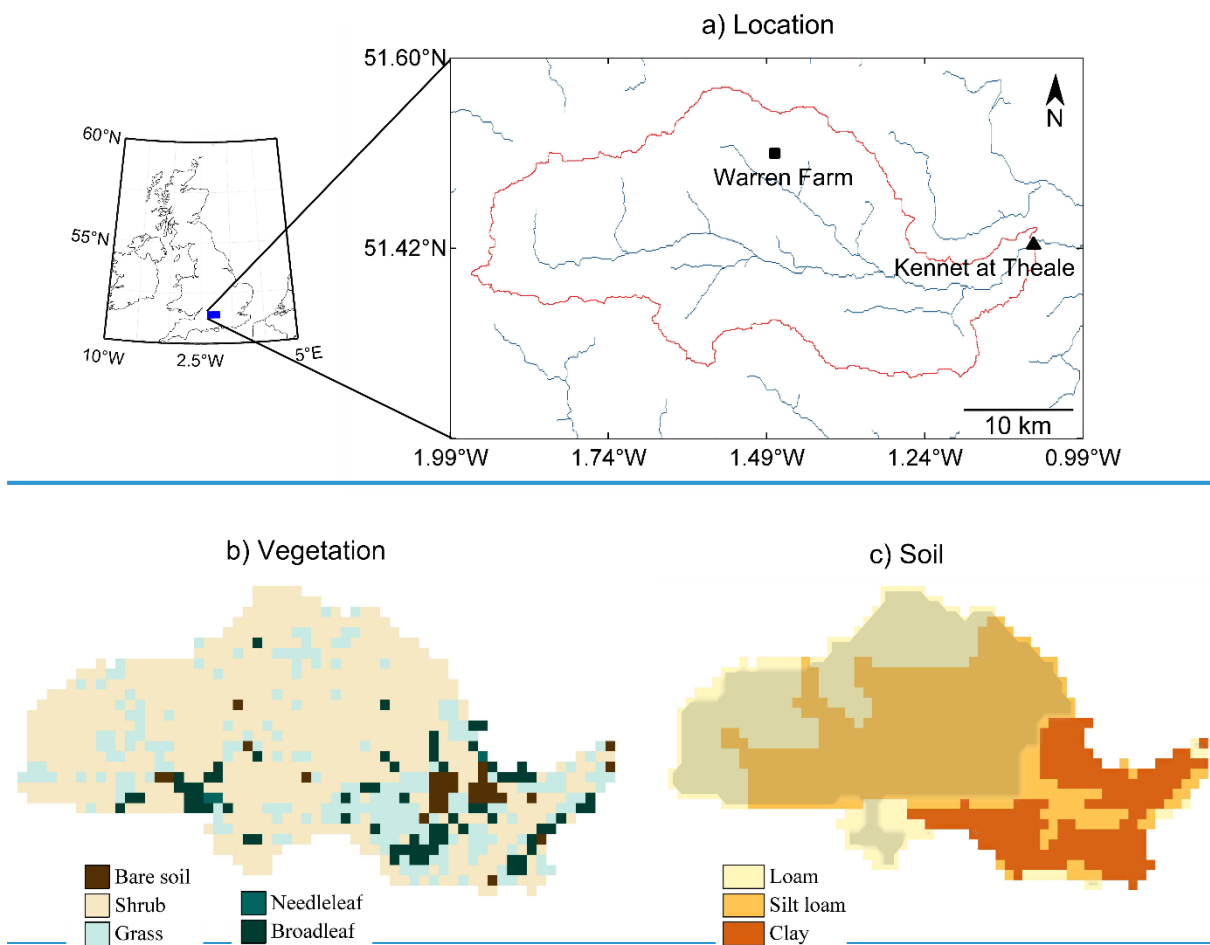 a) Location
51.60°N
51.42°N
N
Warren Farm
Kennet at Theale
10 km
1.99°W
1.74°W
1.49°W
1.24°W
0.99°W
60°N
55°N
10°W
2.5°W
5°E
b) Vegetation
Bare soil
Shrub
Grass
Needleleaf
Broadleaf
c) Soil
Loam
Silt loam
Clay